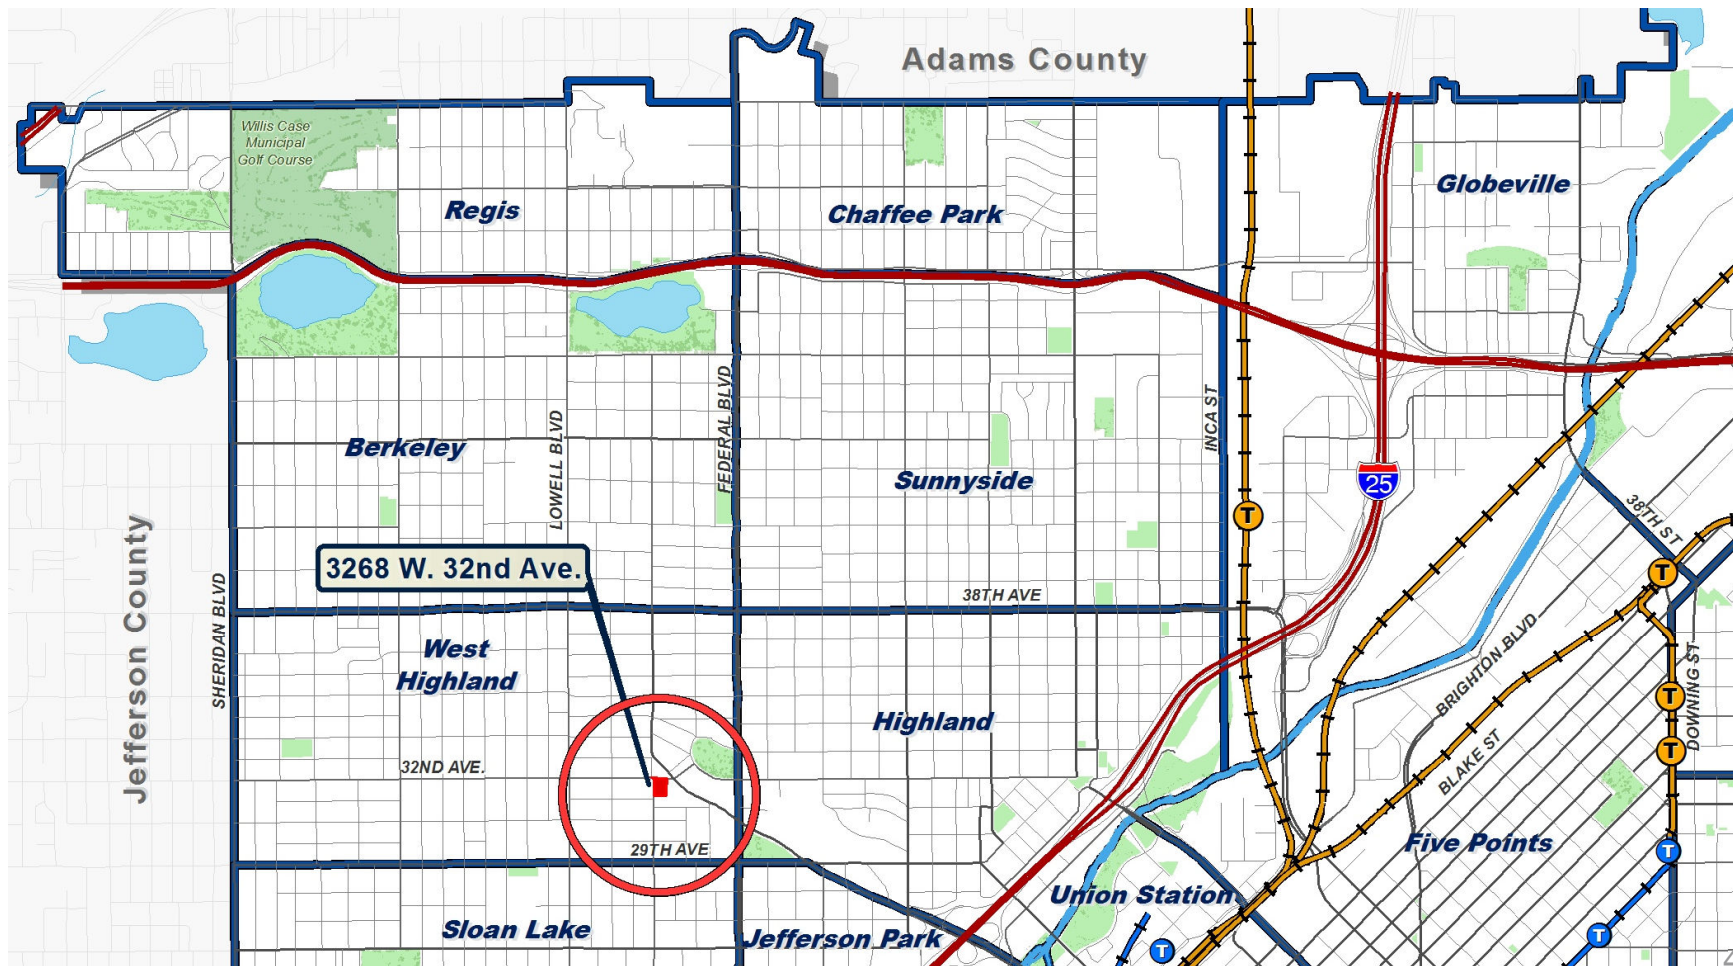 Adams County
Willis Case
Municipal
Golf Course
Regis
Chaffee Park
Globeville
Berkeley
LOWELL BLVD
FEDERAL BLVD
Sunnyside
INCA ST
25
T
38TH ST
Jefferson County
SHERIDAN BLVD
3268 W. 32nd Ave.
38TH AVE
T
West
Highland
Highland
BRIGHTON BLVD
DOWNING ST
T
T
32ND AVE.
BLAKE ST
29TH AVE
Five Points
T
Union Station
Sloan Lake
Jefferson Park
T
T